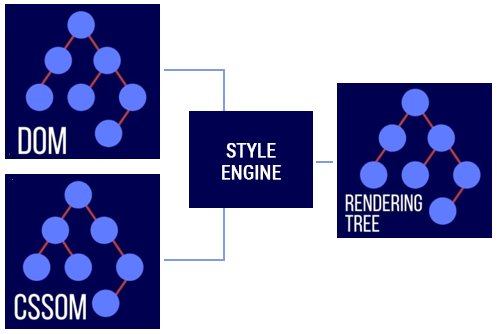 DOM
STYLE
ENGINE
RENDERING
TREE
CSSOM